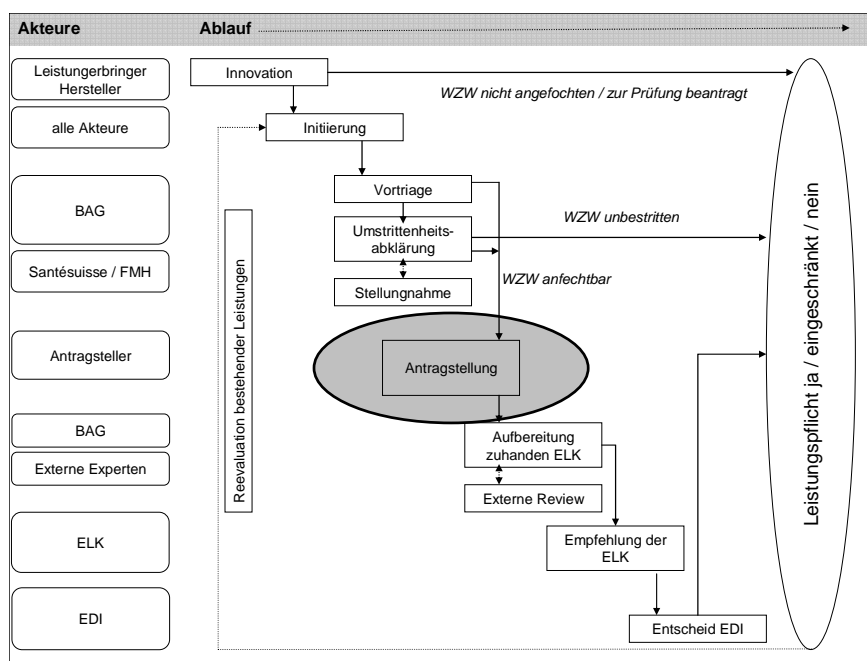 Akteure
Ablauf
Leistungerbringer
Hersteller
Innovation
WZW nicht angefochten / zur Prüfung beantragt
alle Akteure
Initiierung
BAG
Vortriage
Umstrittenheits-
abklärung
WZW unbestritten
Santésuisse / FMH
Stellungnahme
WZW anfechtbar
Reevaluation bestehender Leistungen
Antragsteller
Antragstellung
BAG
Aufbereitung
zuhanden ELK
Externe Experten
Externe Review
ELK
Empfehlung der
ELK
EDI
Entscheid EDI
Leistungspflicht ja / eingeschränkt / nein